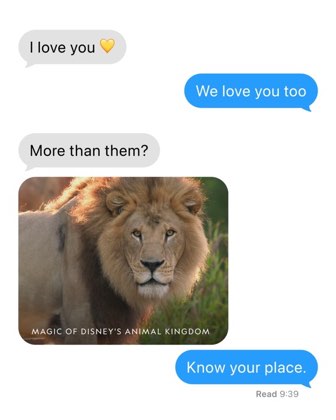 I love you 💛
We love you too
More than them?
MAGIC OF DISNEY'S ANIMAL KINGDOM
Know your place.
Read 9:39